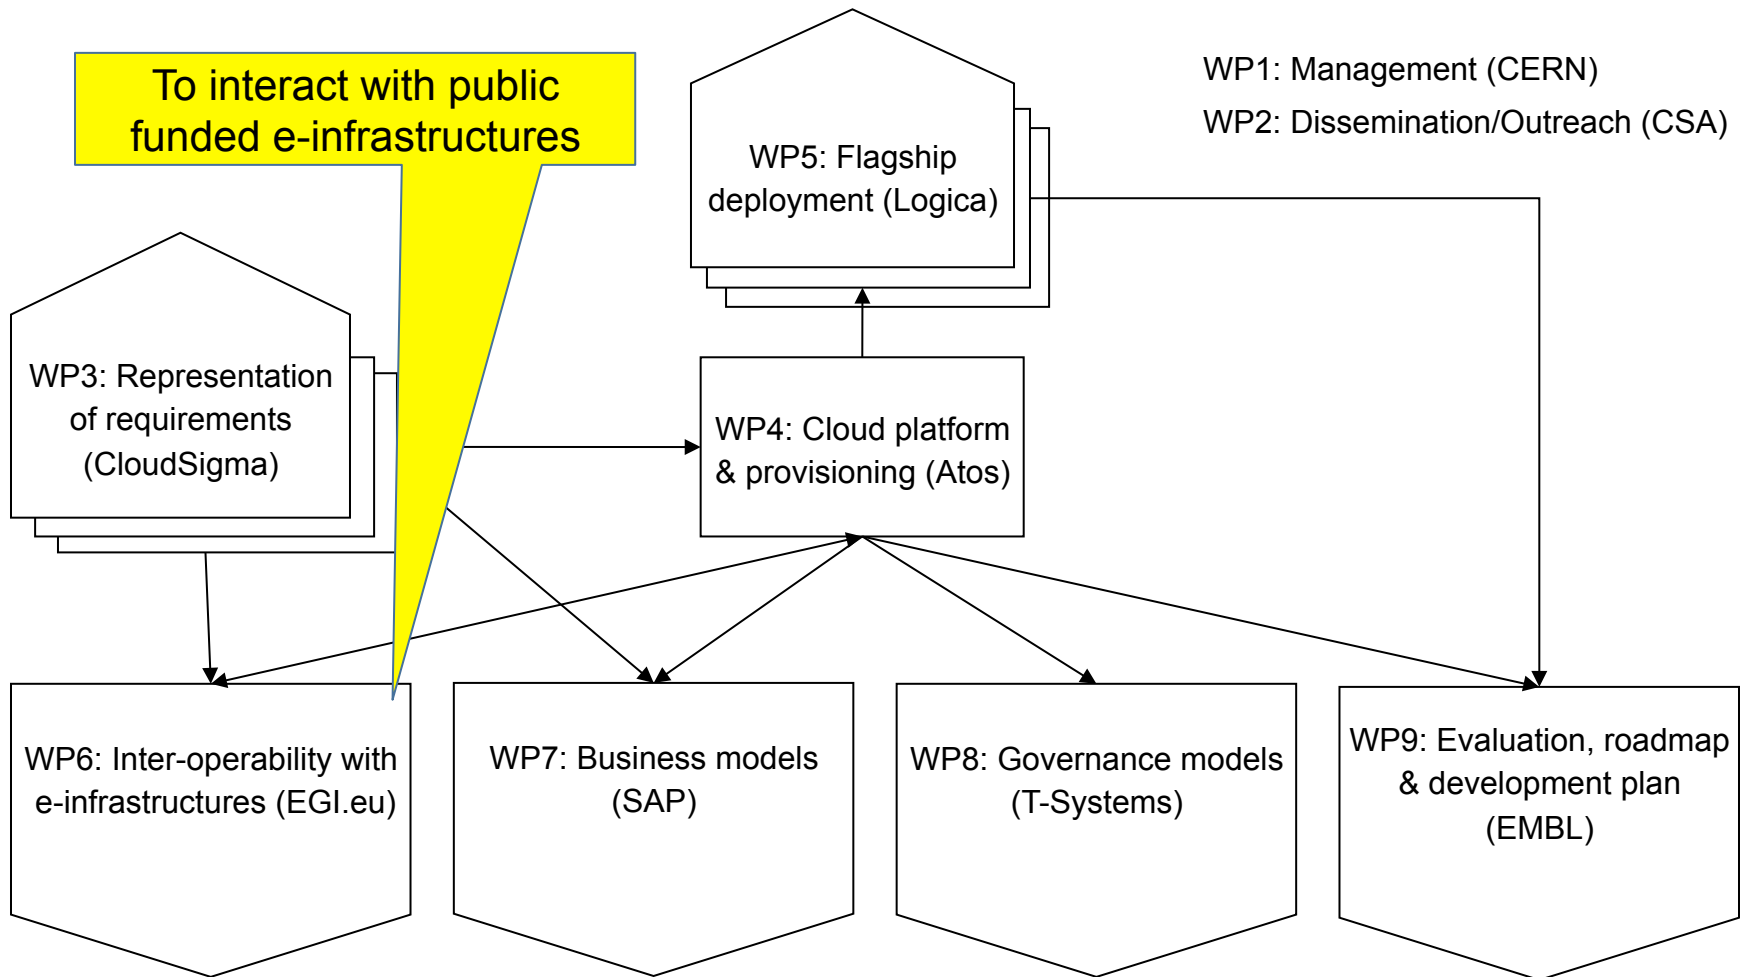 To interact with public
funded e-infrastructures
WP1: Management (CERN)
WP2: Dissemination/Outreach (CSA)
WP5: Flagship
deployment (Logica)
WP3: Representation
of requirements
(CloudSigma)
WP4: Cloud platform
& provisioning (Atos)
WP6: Inter-operability with
e-infrastructures (EGI.eu)
WP7: Business models
(SAP)
WP8: Governance models
(T-Systems)
WP9: Evaluation, roadmap
& development plan
(EMBL)